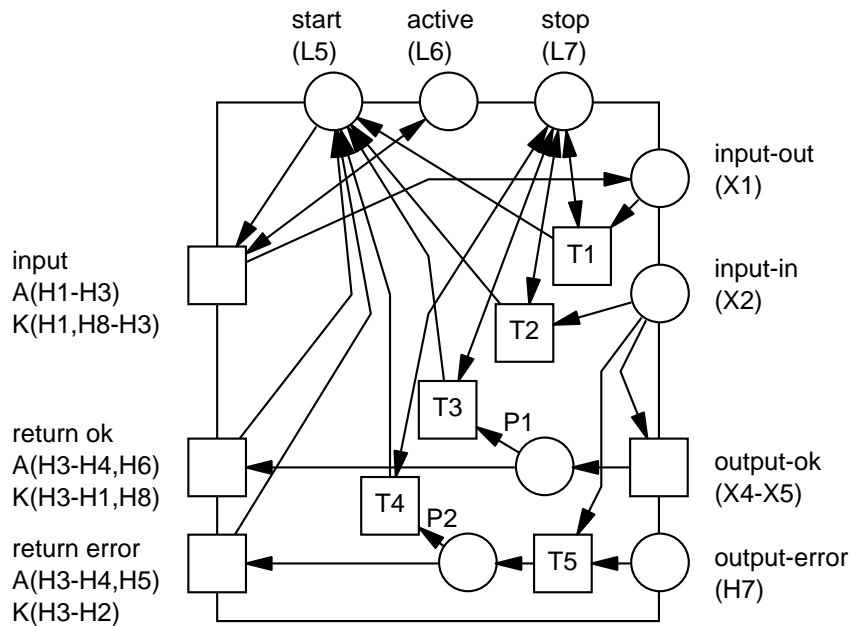 start
(L5)
active
(L6)
stop
(L7)
input-out
(X1)
T1
input
A(H1-H3)
K(H1,H8-H3)
input-in
(X2)
T2
T3
P1
return ok
A(H3-H4,H6)
K(H3-H1,H8)
output-ok
(X4-X5)
T4
P2
return error
A(H3-H4,H5)
K(H3-H2)
T5
output-error
(H7)